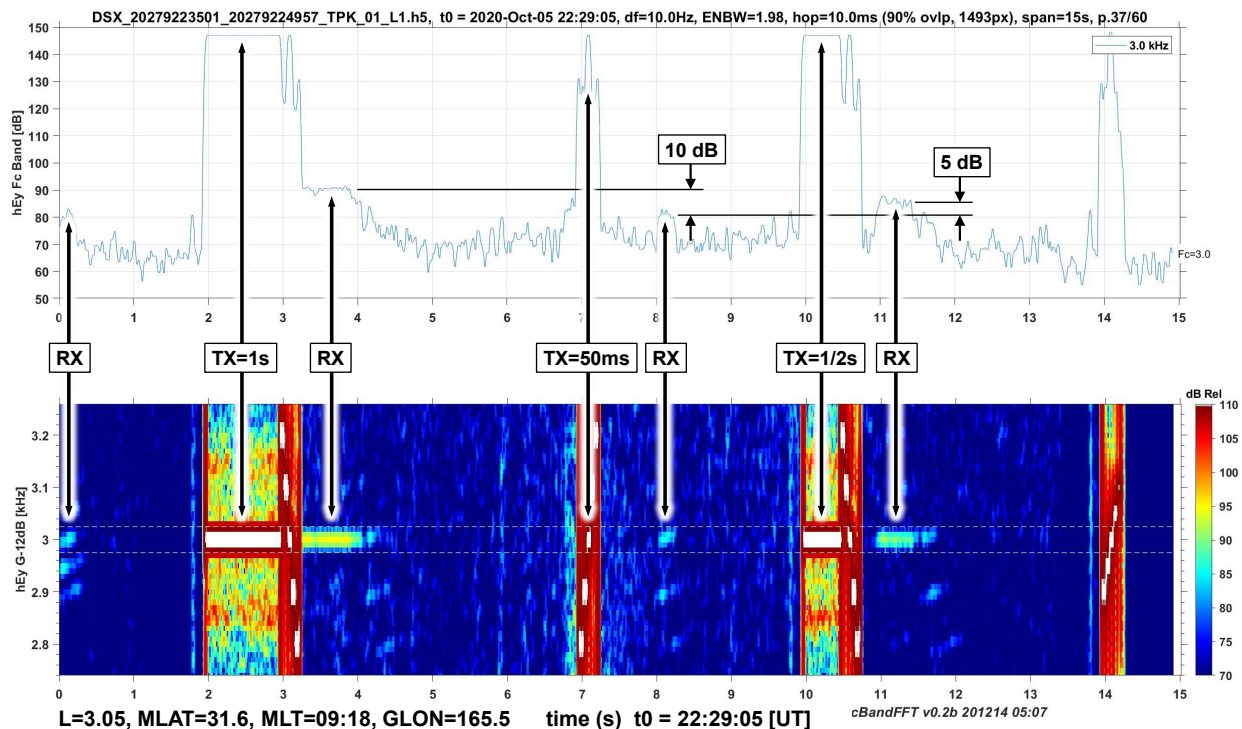 DSX_20279223501_20279224957_TPK_01_L1.h5, t0 = 2020-Oct-05 22:29:05, df=10.0Hz, ENBW=1.98, hop=10.0ms (90% ovlp, 1493px), span=15s, p.37/60
hEy Fc Band [dB]
150
140
130
120
110
100
90
80
70
60
50
3.0 kHz
10 dB
5 dB
Fc=3.0
0 1 2 3 4 5 6 7 8 9 10 11 12 13 14 15
RX TX=1s RX TX=50ms RX TX=1/2s RX
dB Rel
hEy G-12dB [kHz]
3.2
3.1
3
2.9
2.8
110
105
100
95
90
85
80
75
70
0 1 2 3 4 5 6 7 8 9 10 11 12 13 14 15
L=3.05, MLAT=31.6, MLT=09:18, GLON=165.5 time (s) t0 = 22:29:05 [UT] cBandFFT v0.2b 201214 05:07